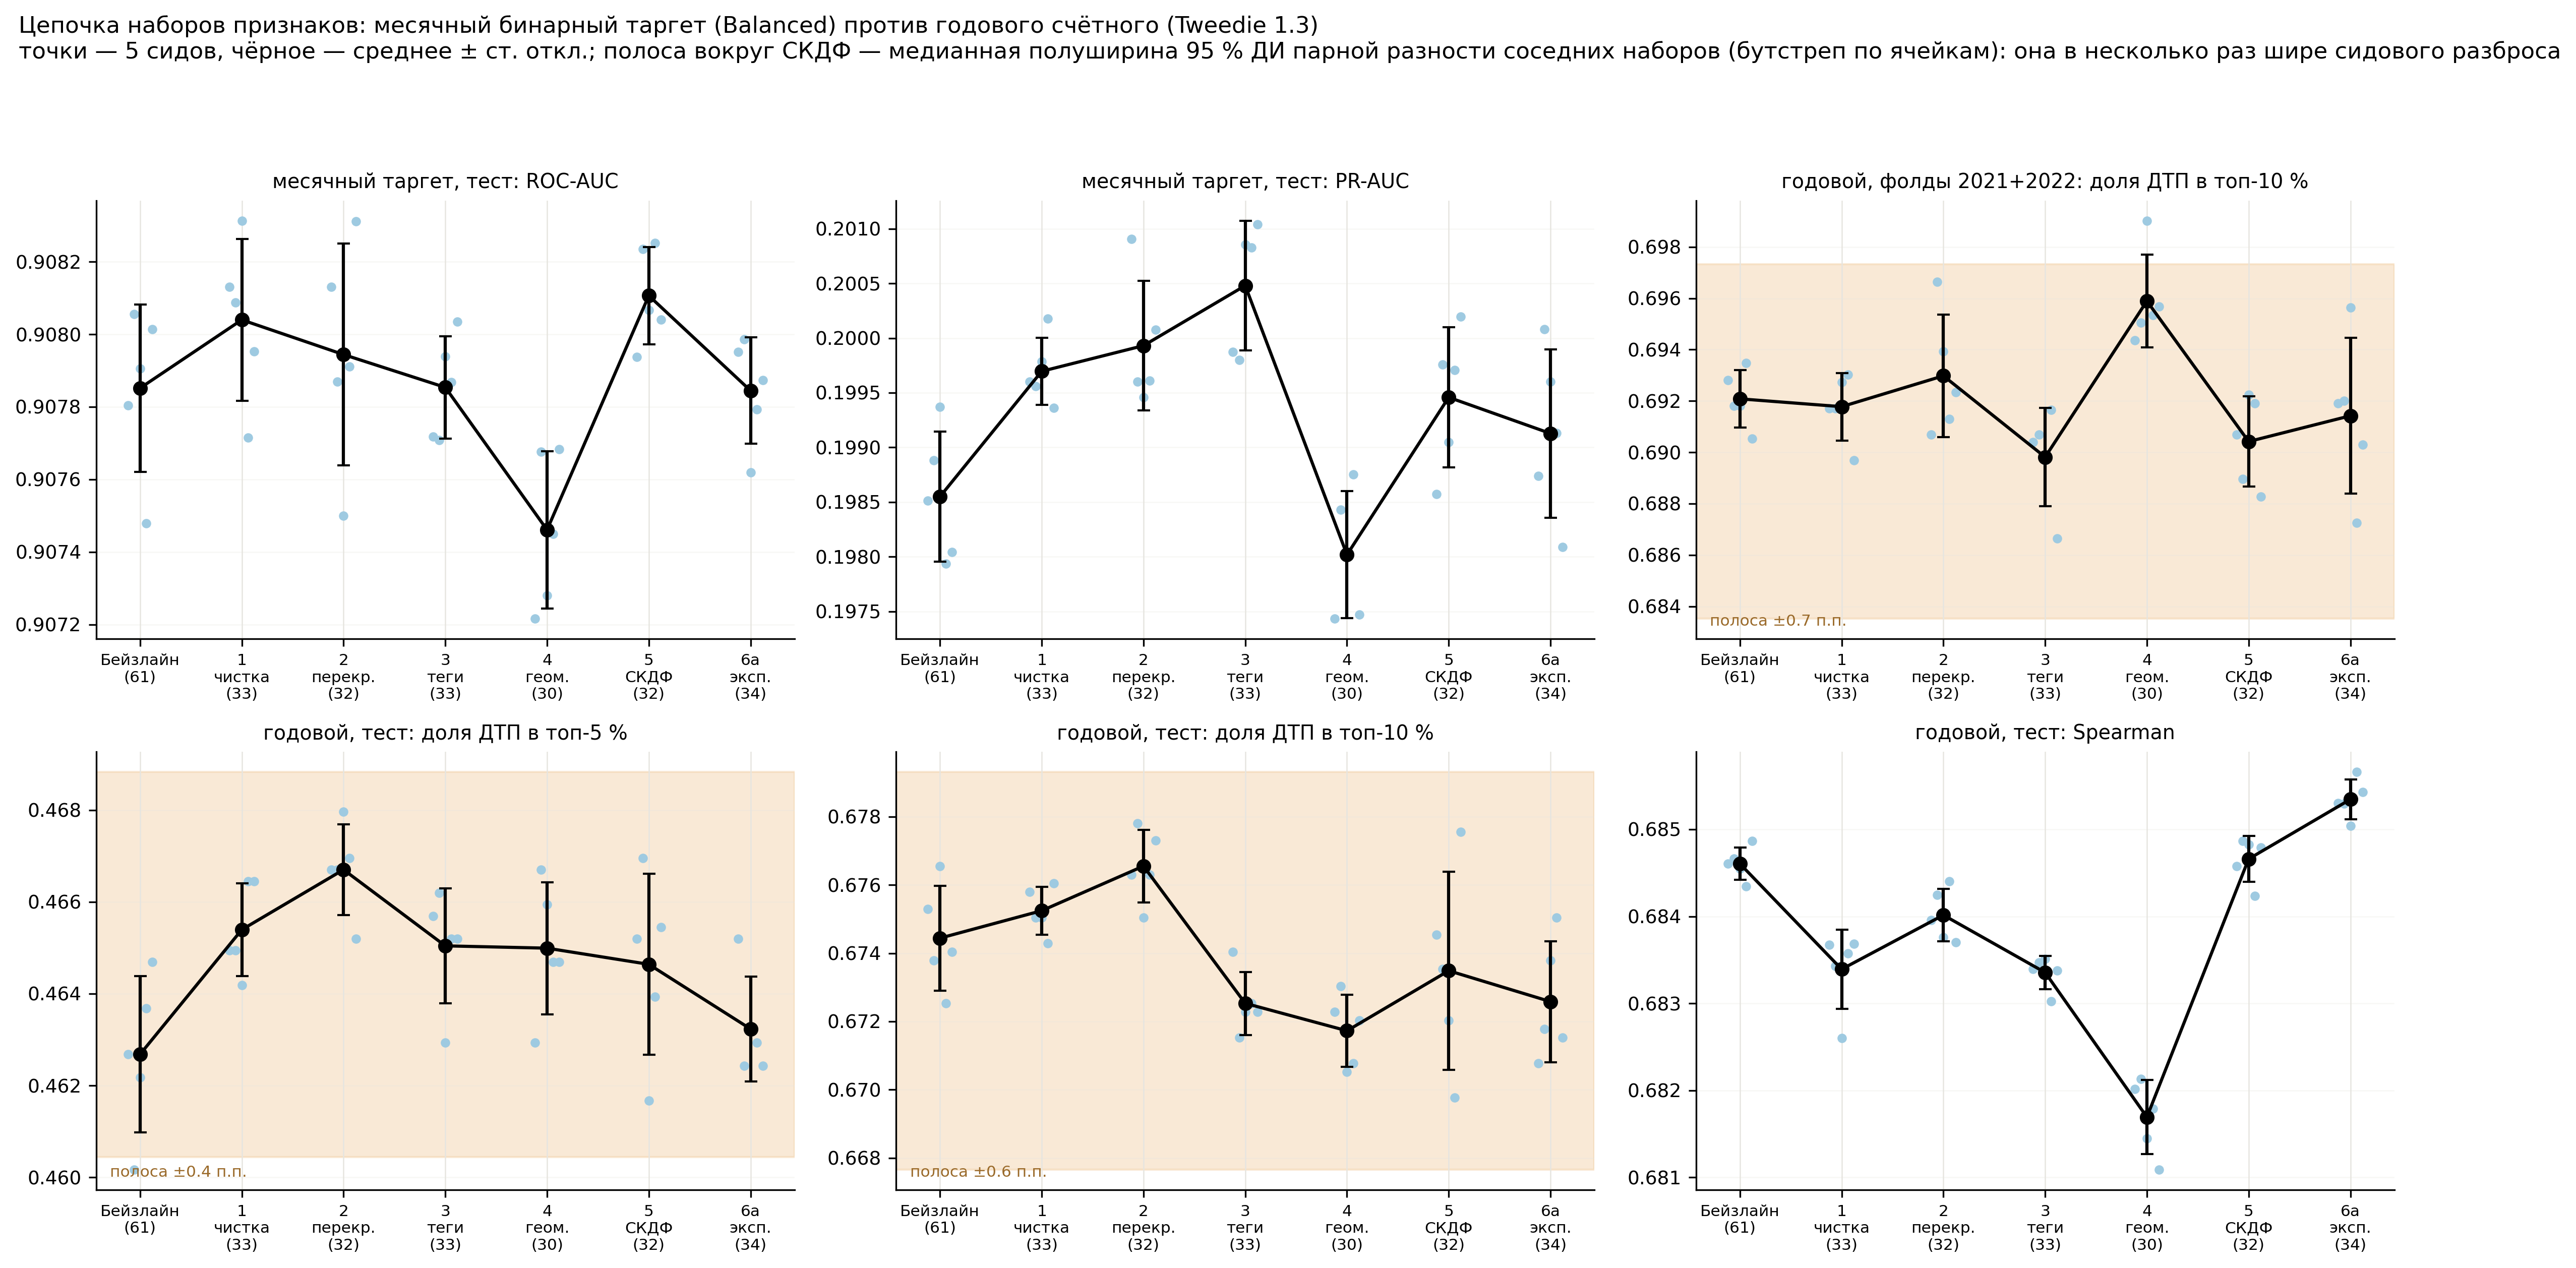 Цепочка наборов признаков: месячный бинарный таргет (Balanced) против годового счётного (Tweedie 1.3)
точки — 5 сидов, чёрное — среднее ± ст. откл.; полоса вокруг СКДФ — медианная полуширина 95 % ДИ парной разности соседних наборов (бутстреп по ячейкам): она в несколько раз шире сидового разброса
месячный таргет, тест: ROC-AUC
0.9082
0.9080
0.9078
0.9076
0.9074
0.9072
Бейзлайн 1 2 3 4 5 6а
(61) чистка перекр. теги геом. СКДФ эксп.
(33) (32) (33) (30) (32) (34)
месячный таргет, тест: PR-AUC
0.2010
0.2005
0.2000
0.1995
0.1990
0.1985
0.1980
0.1975
Бейзлайн 1 2 3 4 5 6а
(61) чистка перекр. теги геом. СКДФ эксп.
(33) (32) (33) (30) (32) (34)
годовой, фолды 2021+2022: доля ДТП в топ-10 %
0.698
0.696
0.694
0.692
0.690
0.688
0.686
0.684
полоса ±0.7 п.п.
Бейзлайн 1 2 3 4 5 6а
(61) чистка перекр. теги геом. СКДФ эксп.
(33) (32) (33) (30) (32) (34)
годовой, тест: доля ДТП в топ-5 %
0.468
0.466
0.464
0.462
0.460
полоса ±0.4 п.п.
Бейзлайн 1 2 3 4 5 6а
(61) чистка перекр. теги геом. СКДФ эксп.
(33) (32) (33) (30) (32) (34)
годовой, тест: доля ДТП в топ-10 %
0.678
0.676
0.674
0.672
0.670
0.668
полоса ±0.6 п.п.
Бейзлайн 1 2 3 4 5 6а
(61) чистка перекр. теги геом. СКДФ эксп.
(33) (32) (33) (30) (32) (34)
годовой, тест: Spearman
0.685
0.684
0.683
0.682
0.681
Бейзлайн 1 2 3 4 5 6а
(61) чистка перекр. теги геом. СКДФ эксп.
(33) (32) (33) (30) (32) (34)